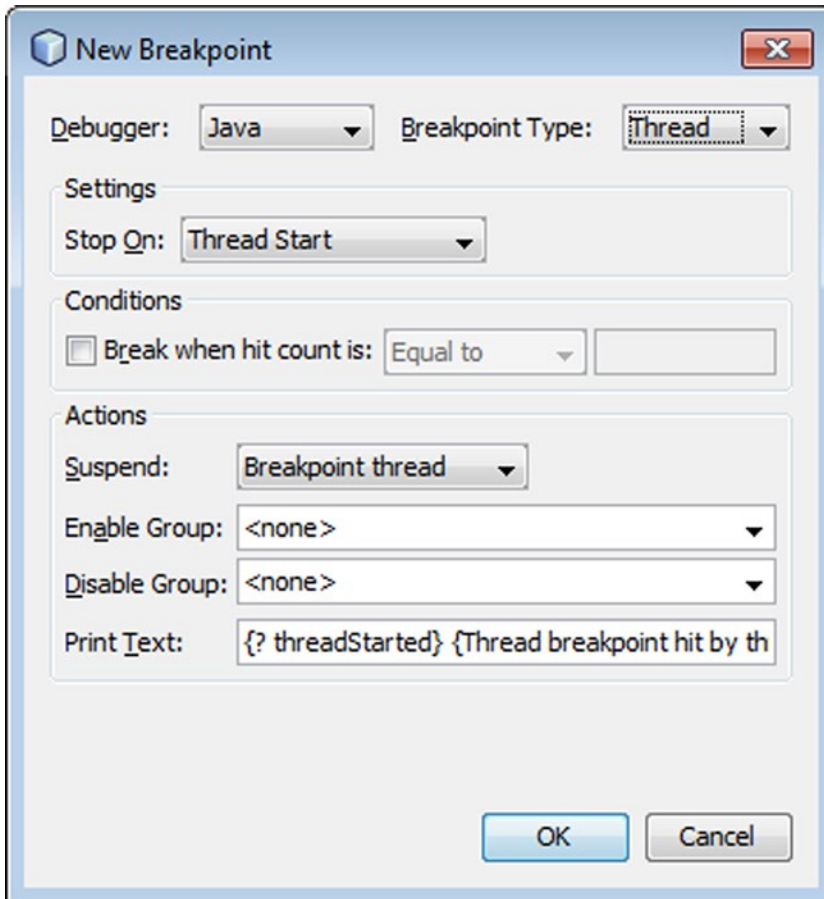 New Breakpoint
Debugger: Java Breakpoint Type: Thread
Settings
Stop On: Thread Start
Conditions
Break when hit count is: Equal to
Actions
Suspend: Breakpoint thread
Enable Group: <none>
Disable Group: <none>
Print Text: {? threadStarted} {Thread breakpoint hit by th
OK Cancel